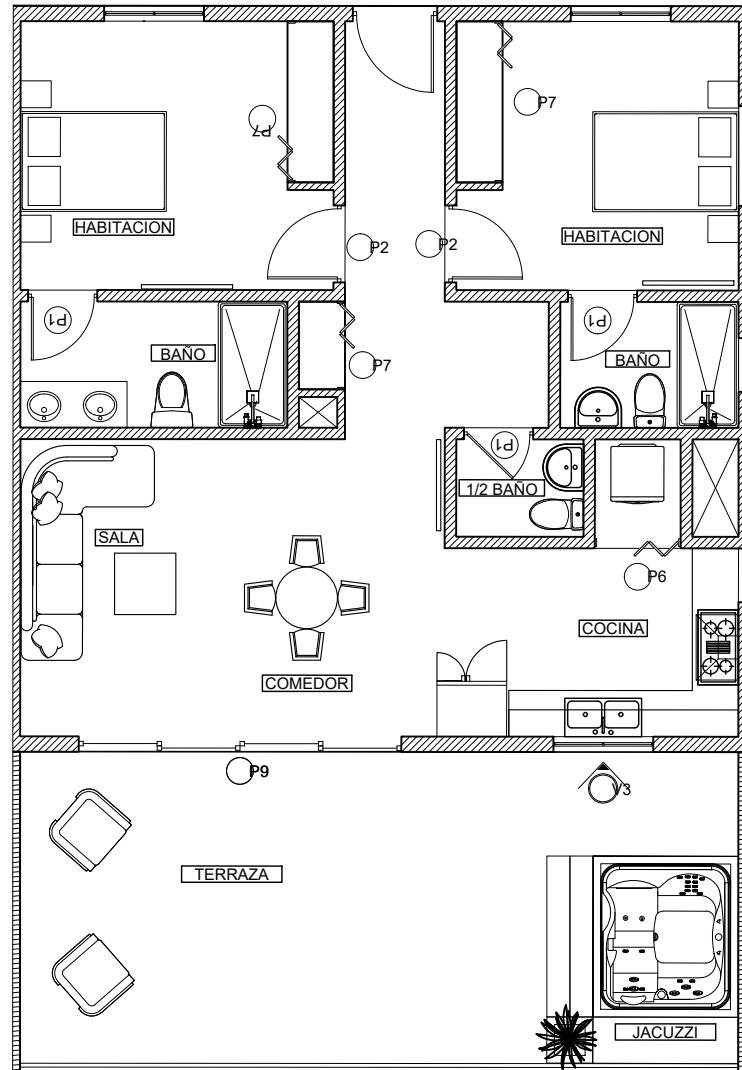 P7
P7
HABITACION
HABITACION
P2
P2
P1
P1
BAÑO
BAÑO
P7
P1
1/2 BAÑO
SALA
P6
COCINA
COMEDOR
P9
V3
TERRAZA
JACUZZI